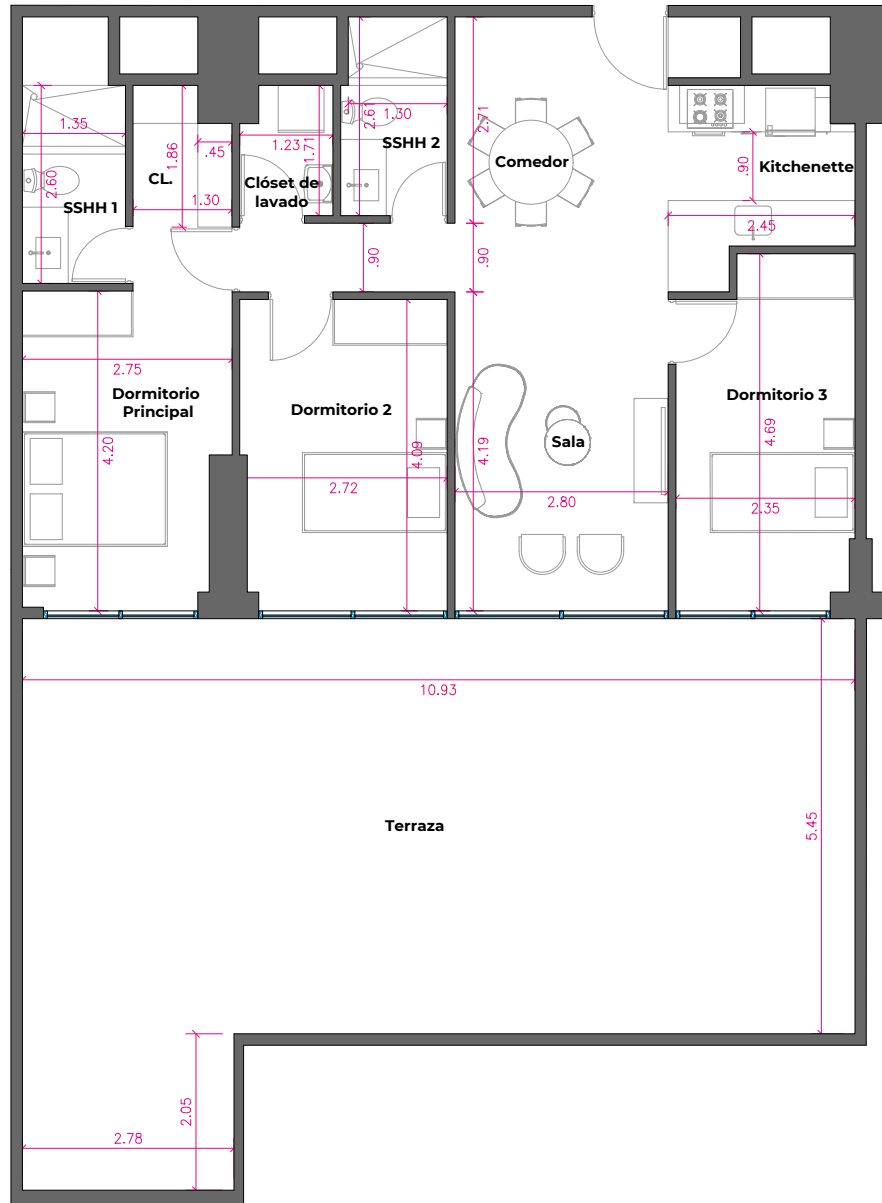 1.35
2.60
SSHH 1
1.86
.45
CL.
1.30
1.23
1.71
Clóset de
lavado
2.61
1.30
SSHH 2
2.71
Comedor
.90
Kitchenette
2.45
.90
.90
2.75
Dormitorio
Principal
4.20
Dormitorio 2
4.09
2.72
4.19
Sala
2.80
Dormitorio 3
4.69
2.35
10.93
Terraza
5.45
2.05
2.78